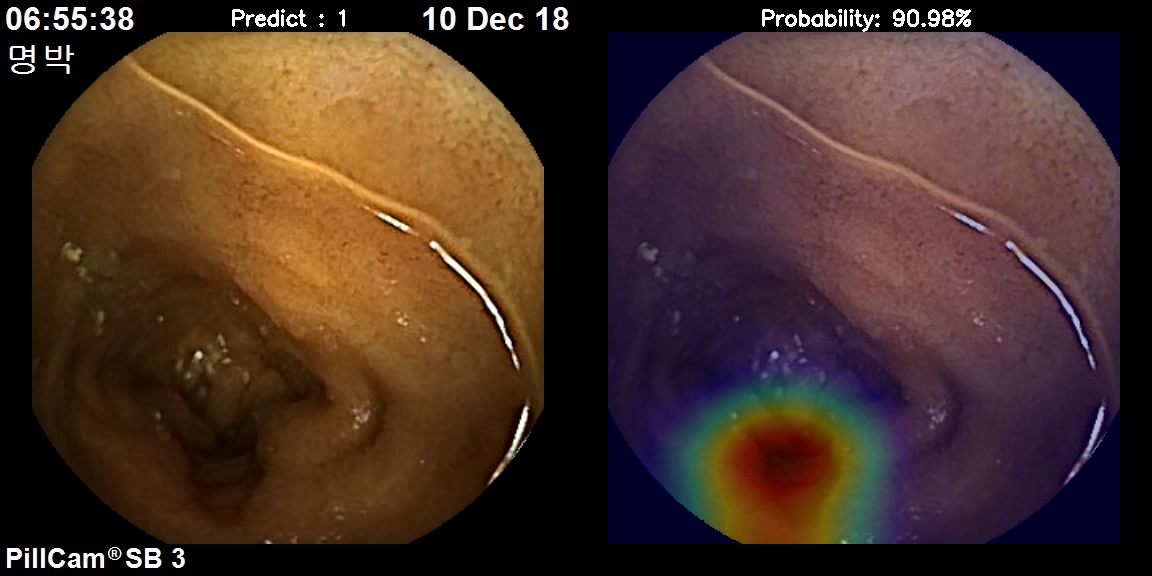 06:55:38
Predict : 1
10 Dec 18
Probability: 90.98%
명박
PillCam® SB 3